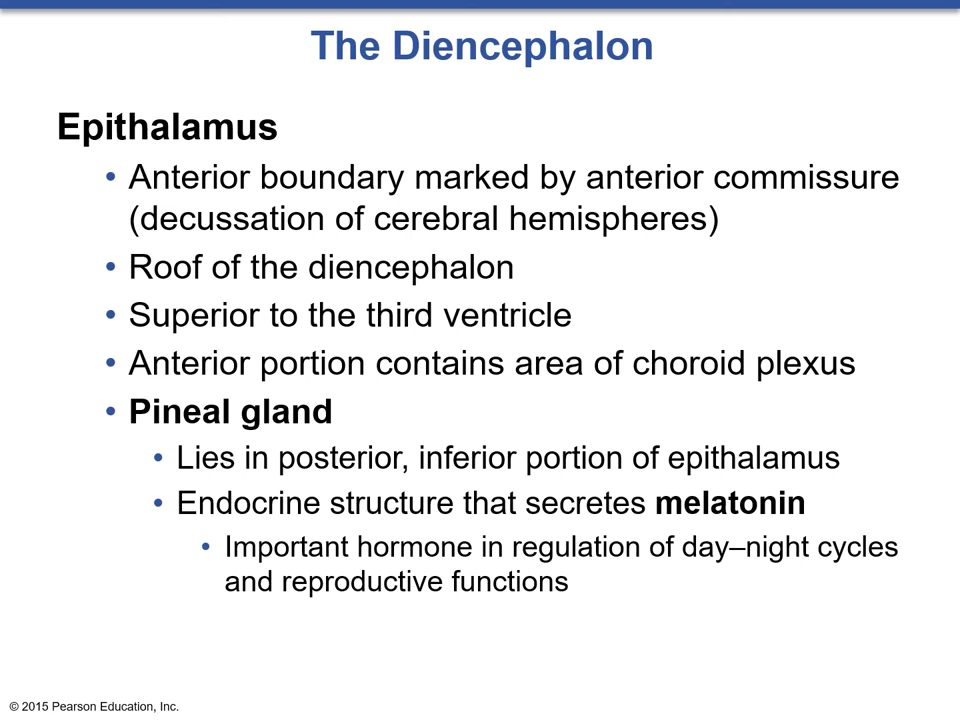 The Diencephalon
Epithalamus
• Anterior boundary marked by anterior commissure
(decussation of cerebral hemispheres)
• Roof of the diencephalon
• Superior to the third ventricle
• Anterior portion contains area of choroid plexus
• Pineal gland
• Lies in posterior, inferior portion of epithalamus
• Endocrine structure that secretes melatonin
• Important hormone in regulation of day–night cycles
and reproductive functions
© 2015 Pearson Education, Inc.